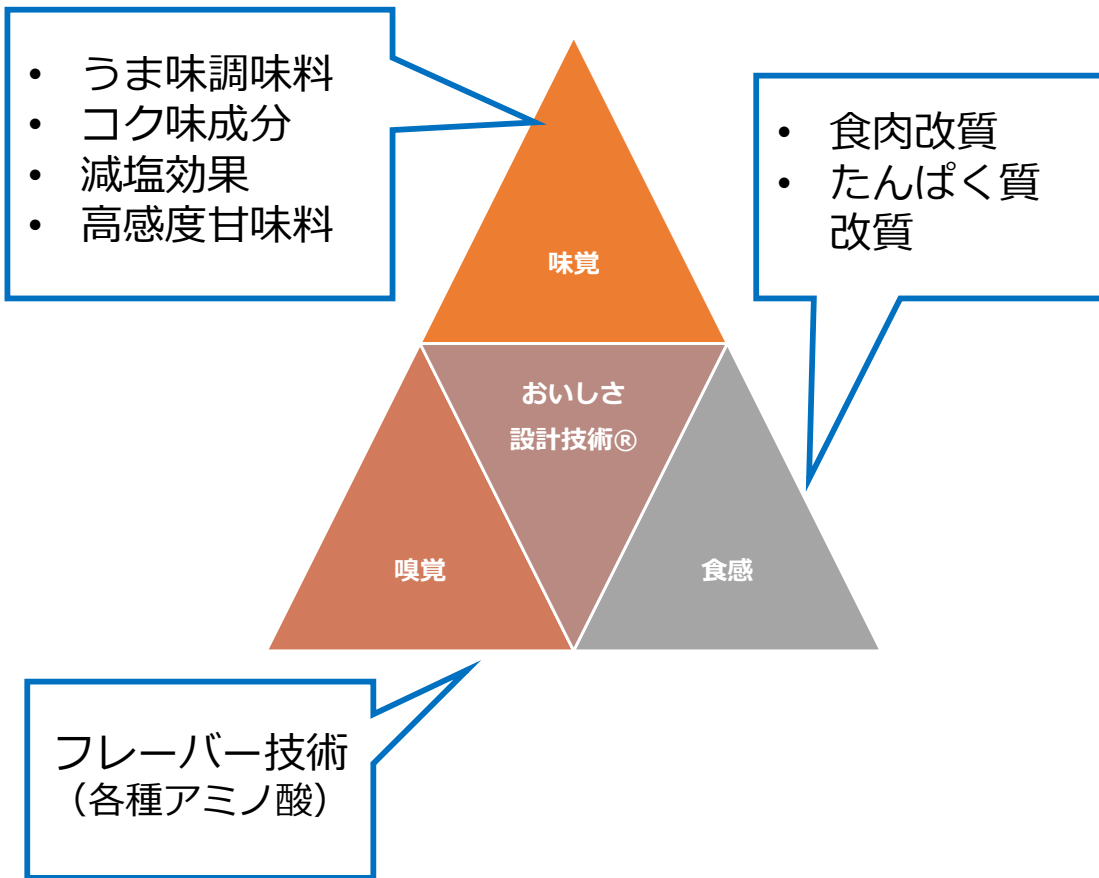 • うま味調味料
• コク味成分
• 減塩効果
• 高感度甘味料
• 食肉改質
• たんぱく質
改質
味覚
おいしさ
設計技術®
嗅覚
食感
フレーバー技術
（各種アミノ酸）